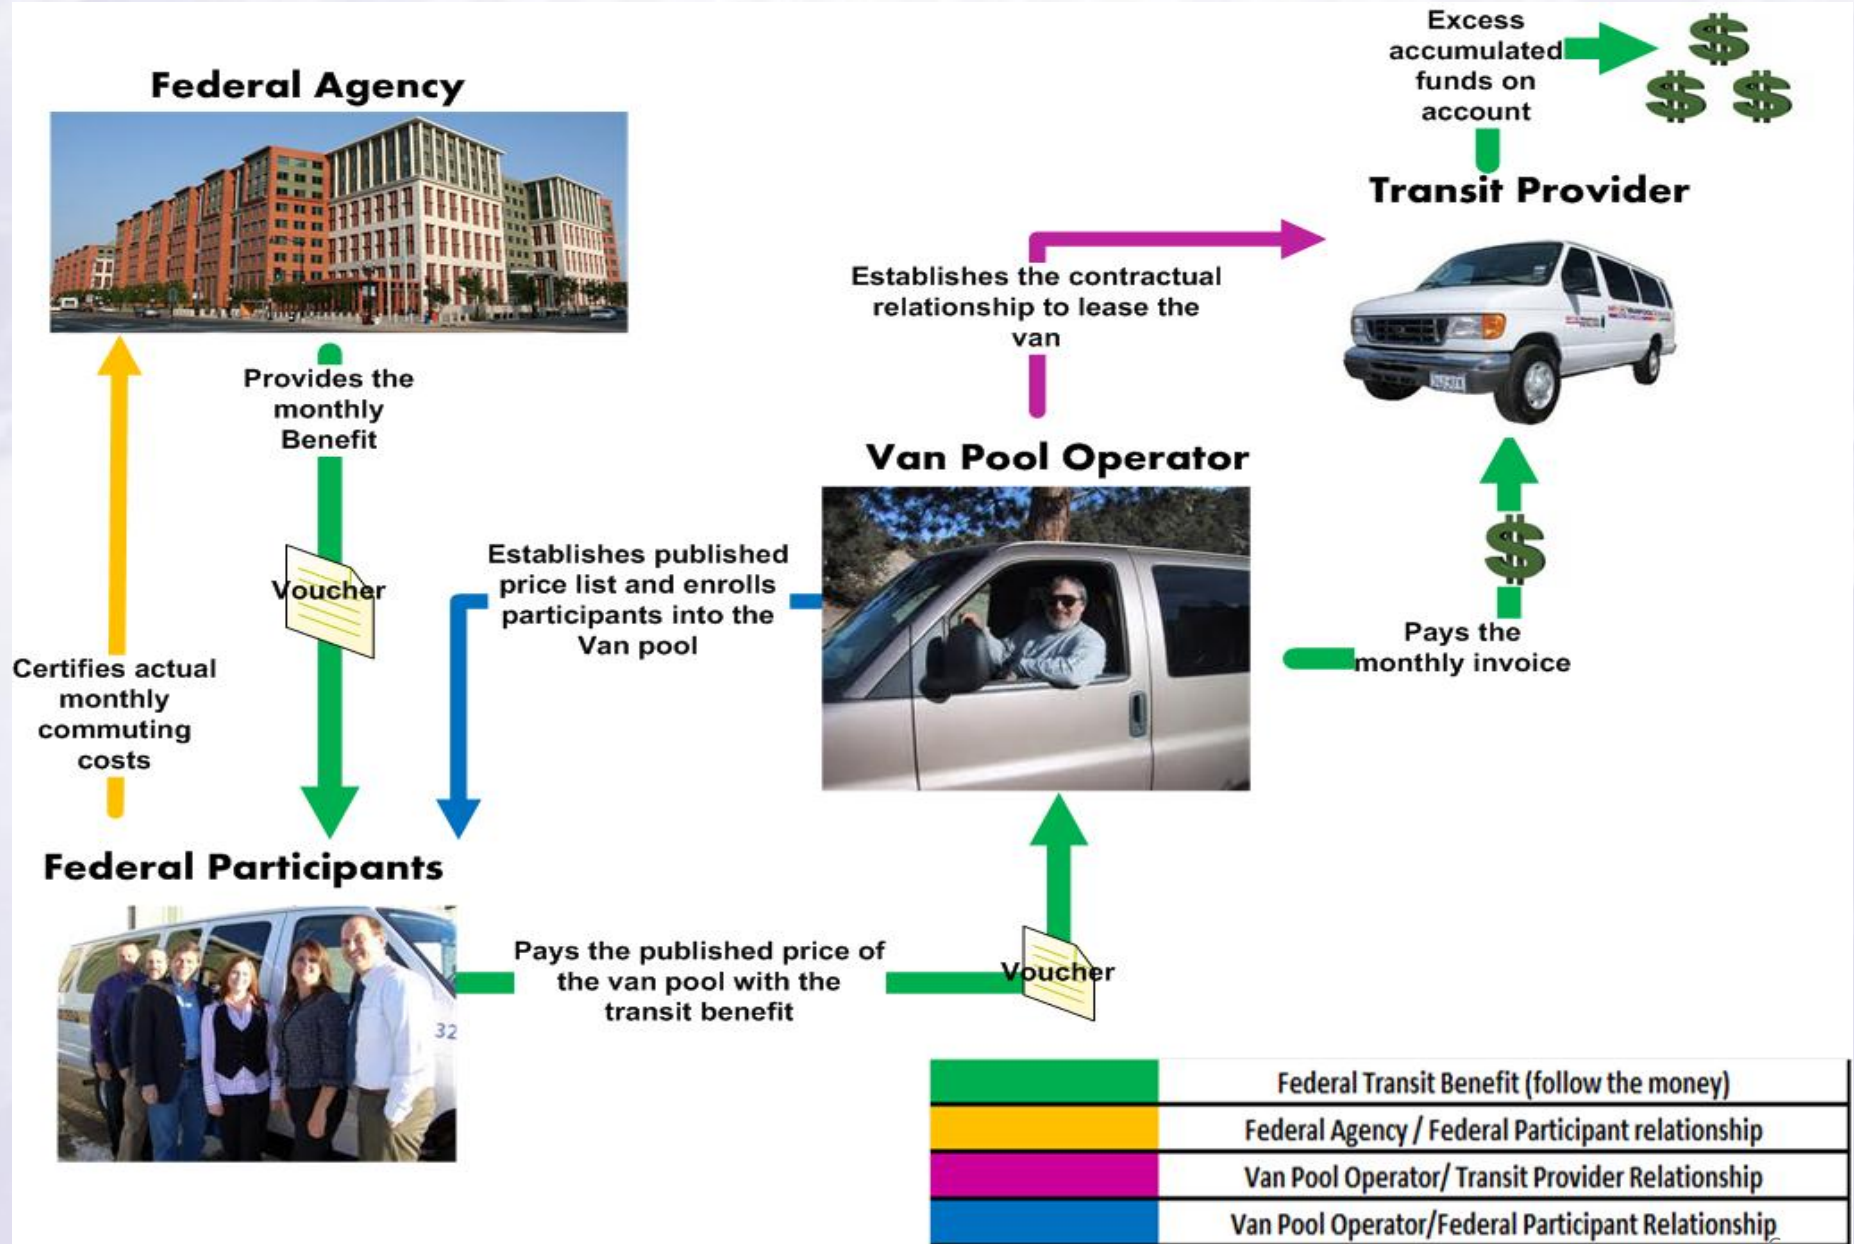 Excess
accumulated
funds on
account
$
$ $
Federal Agency
Transit Provider
Establishes the contractual
relationship to lease the
van
Provides the
monthly
Benefit
Van Pool Operator
Voucher
Establishes published
price list and enrolls
participants into the
Van pool
$
Pays the
monthly invoice
Certifies actual
monthly
commuting
costs
Federal Participants
32
Pays the published price of
the van pool with the
transit benefit
Voucher
Federal Transit Benefit (follow the money)
Federal Agency / Federal Participant relationship
Van Pool Operator/ Transit Provider Relationship
Van Pool Operator/Federal Participant Relationship